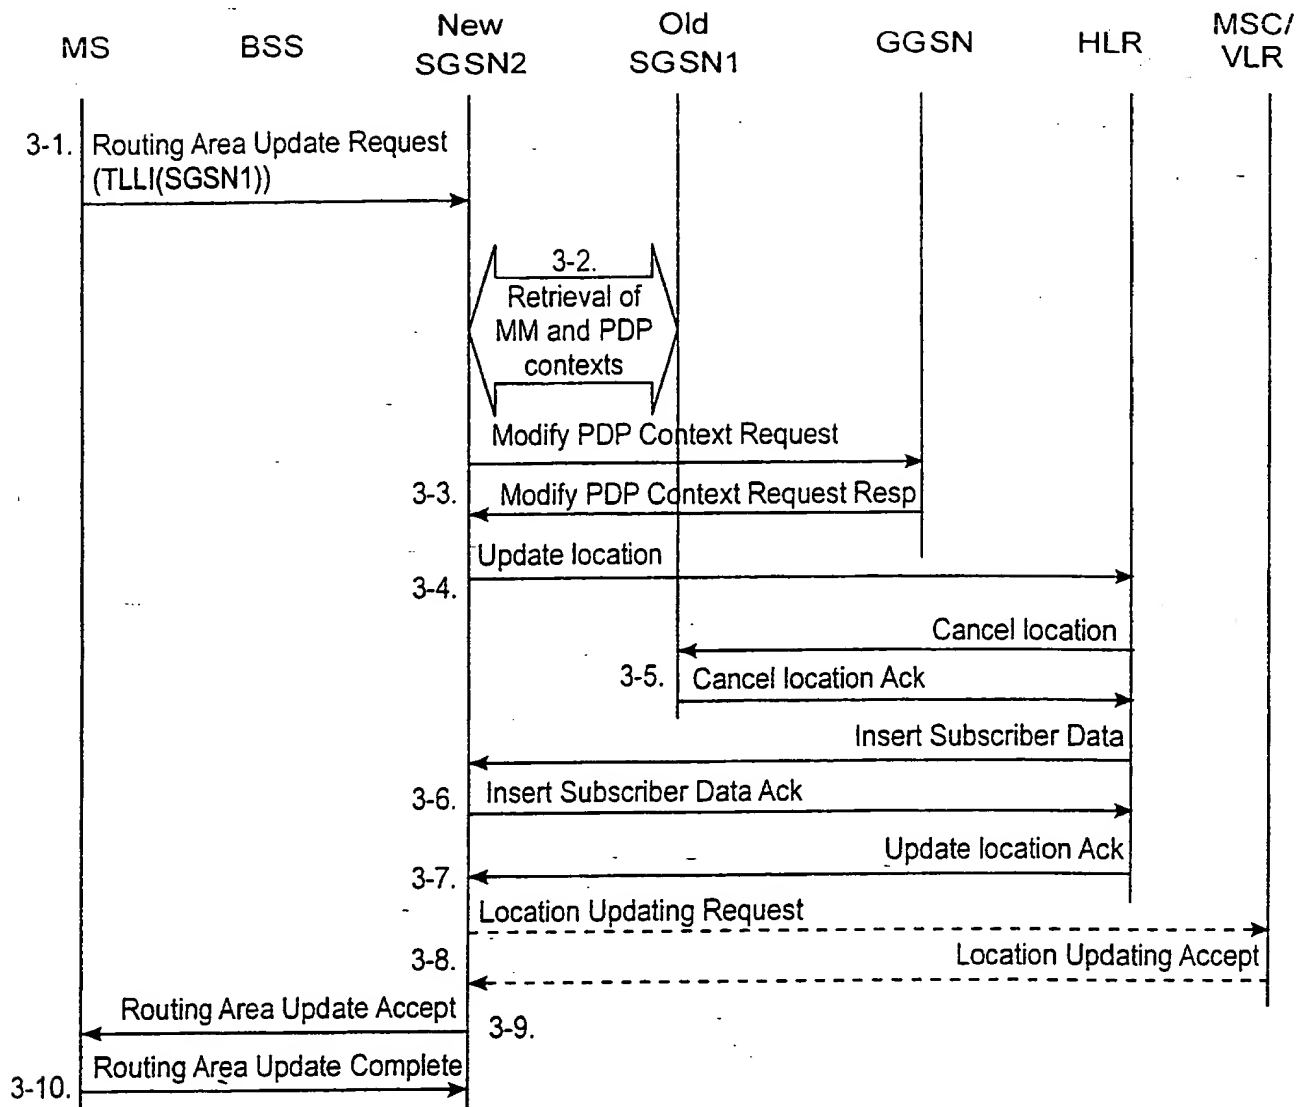 MS
BSS
New
SGSN2
Old
SGSN1
GGSN
HLR
MSC/
VLR
3-1.
Routing Area Update Request
(TLLI(SGSN1))
3-2.
Retrieval of
MM and PDP
contexts
Modify PDP Context Request
3-3.
Modify PDP Context Request Resp
Update location
3-4.
Cancel location
3-5.
Cancel location Ack
Insert Subscriber Data
3-6.
Insert Subscriber Data Ack
Update location Ack
3-7.
Location Updating Request
3-8.
Location Updating Accept
Routing Area Update Accept
3-9.
Routing Area Update Complete
3-10.